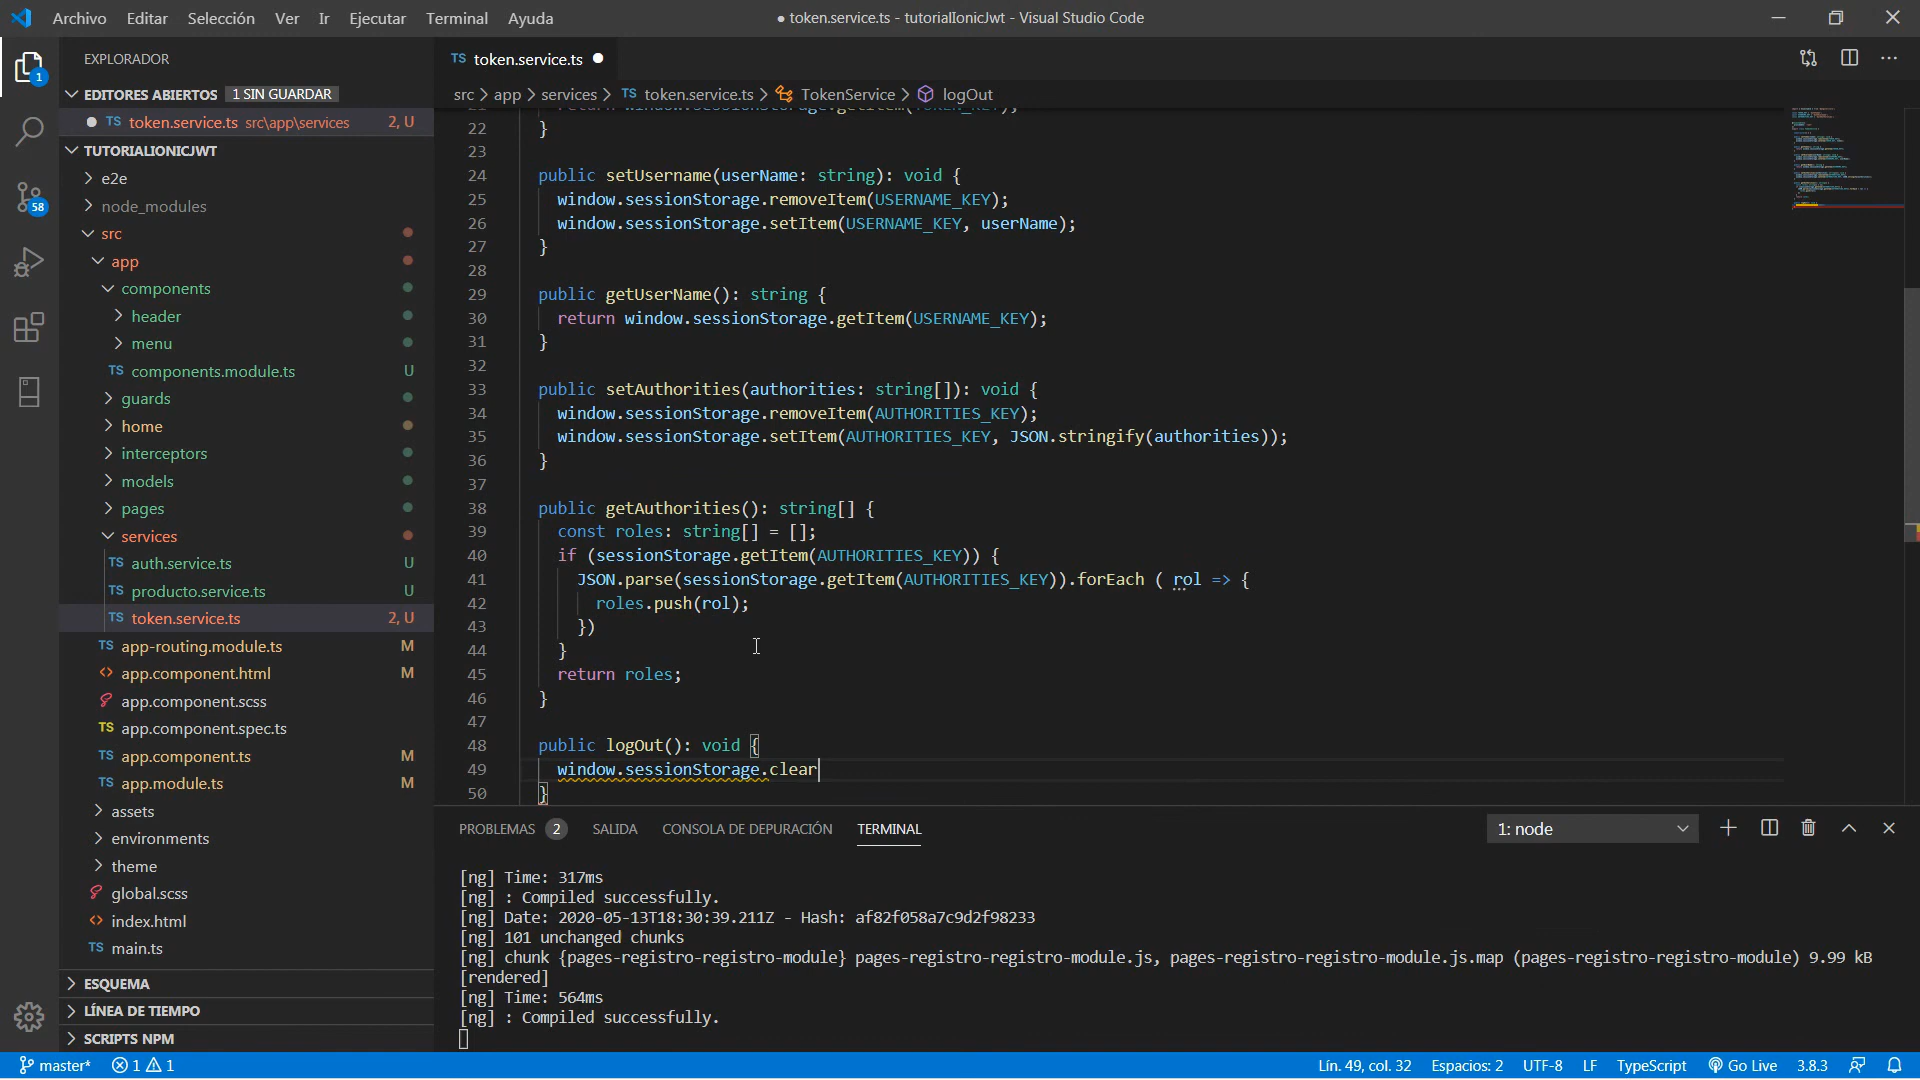 Archivo Editar Selección Ver Ir Ejecutar Terminal Ayuda
● token.service.ts - tutorialIonicJwt - Visual Studio Code
EXPLORADOR
EDITORES ABIERTOS 1 SIN GUARDAR
TS token.service.ts src\app\services 2, U
TUTORIALIONICJWT
e2e
node_modules
src
app
components
header
menu
TS components.module.ts U
guards
home
interceptors
models
pages
services
TS auth.service.ts U
TS producto.service.ts U
TS token.service.ts 2, U
TS app-routing.module.ts M
<> app.component.html M
app.component.scss
TS app.component.spec.ts
TS app.component.ts M
TS app.module.ts M
assets
environments
theme
global.scss
<> index.html
TS main.ts
ESQUEMA
LÍNEA DE TIEMPO
SCRIPTS NPM
1
58
TS token.service.ts ●
src > app > services > TS token.service.ts > TokenService > logOut
21 return window.sessionStorage.getItem(TOKEN_KEY);
22 }
23
24 public setUsername(userName: string): void {
25 window.sessionStorage.removeItem(USERNAME_KEY);
26 window.sessionStorage.setItem(USERNAME_KEY, userName);
27 }
28
29 public getUserName(): string {
30 return window.sessionStorage.getItem(USERNAME_KEY);
31 }
32
33 public setAuthorities(authorities: string[]): void {
34 window.sessionStorage.removeItem(AUTHORITIES_KEY);
35 window.sessionStorage.setItem(AUTHORITIES_KEY, JSON.stringify(authorities));
36 }
37
38 public getAuthorities(): string[] {
39 const roles: string[] = [];
40 if (sessionStorage.getItem(AUTHORITIES_KEY)) {
41 JSON.parse(sessionStorage.getItem(AUTHORITIES_KEY)).forEach ( rol => {
42 roles.push(rol);
43 })
44 }
45 return roles;
46 }
47
48 public logOut(): void {
49 window.sessionStorage.clear
50 }
PROBLEMAS 2 SALIDA CONSOLA DE DEPURACIÓN TERMINAL 1: node
[ng] Time: 317ms
[ng] : Compiled successfully.
[ng] Date: 2020-05-13T18:30:39.211Z - Hash: af82f058a7c9d2f98233
[ng] 101 unchanged chunks
[ng] chunk {pages-registro-registro-module} pages-registro-registro-module.js, pages-registro-registro-module.js.map (pages-registro-registro-module) 9.99 kB
[rendered]
[ng] Time: 564ms
[ng] : Compiled successfully.
master* 1 1 Lín. 49, col. 32 Espacios: 2 UTF-8 LF TypeScript Go Live 3.8.3